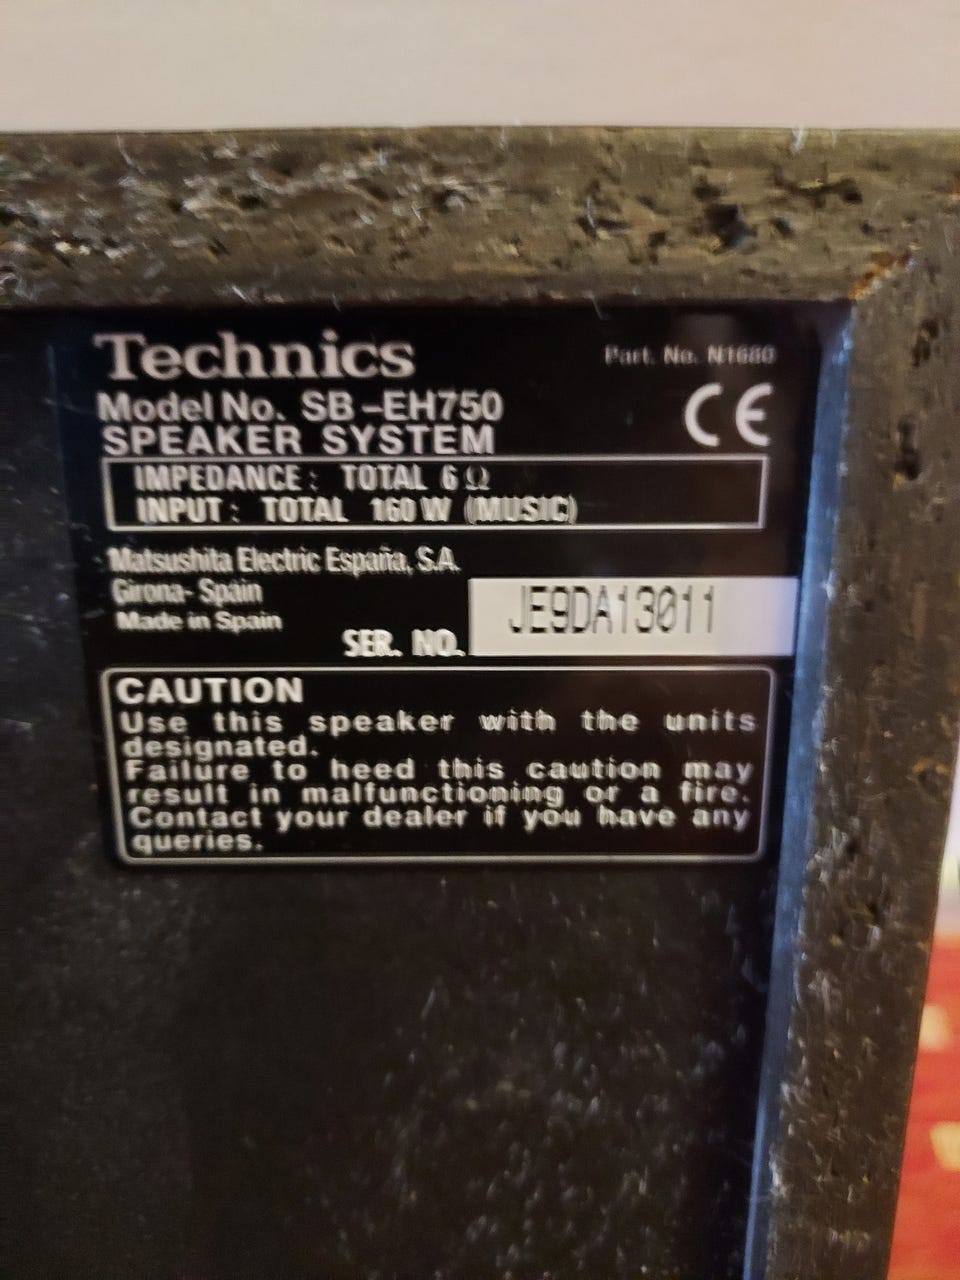 Technics
Part. No. N1680
Model No. SB-EH750
SPEAKER SYSTEM
CE
IMPEDANCE: TOTAL 6Ω
INPUT: TOTAL 160W (MUSIC)
Matsushita Electric España, S.A.
Girona- Spain
Made in Spain
SER. NO. JE9DA13011
CAUTION
Use this speaker with the units
designated.
Failure to heed this caution may
result in malfunctioning or a fire.
Contact your dealer if you have any
queries.